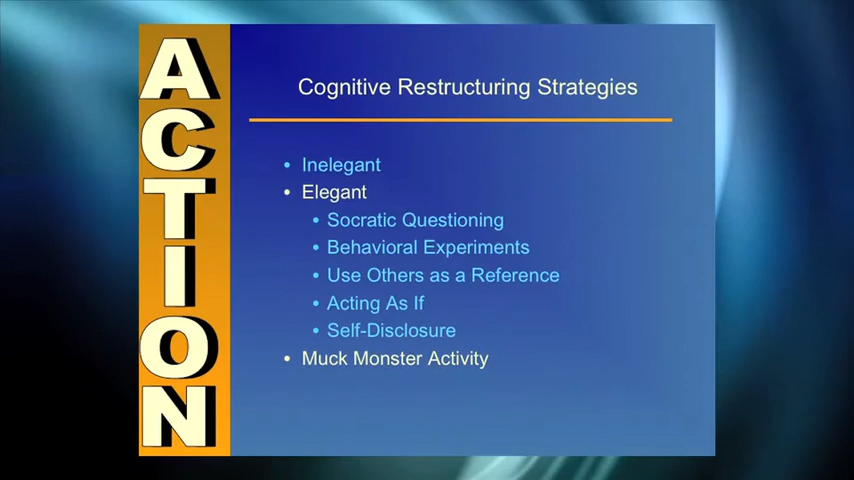 ACTION
Cognitive Restructuring Strategies
• Inelegant
• Elegant
• Socratic Questioning
• Behavioral Experiments
• Use Others as a Reference
• Acting As If
• Self-Disclosure
• Muck Monster Activity